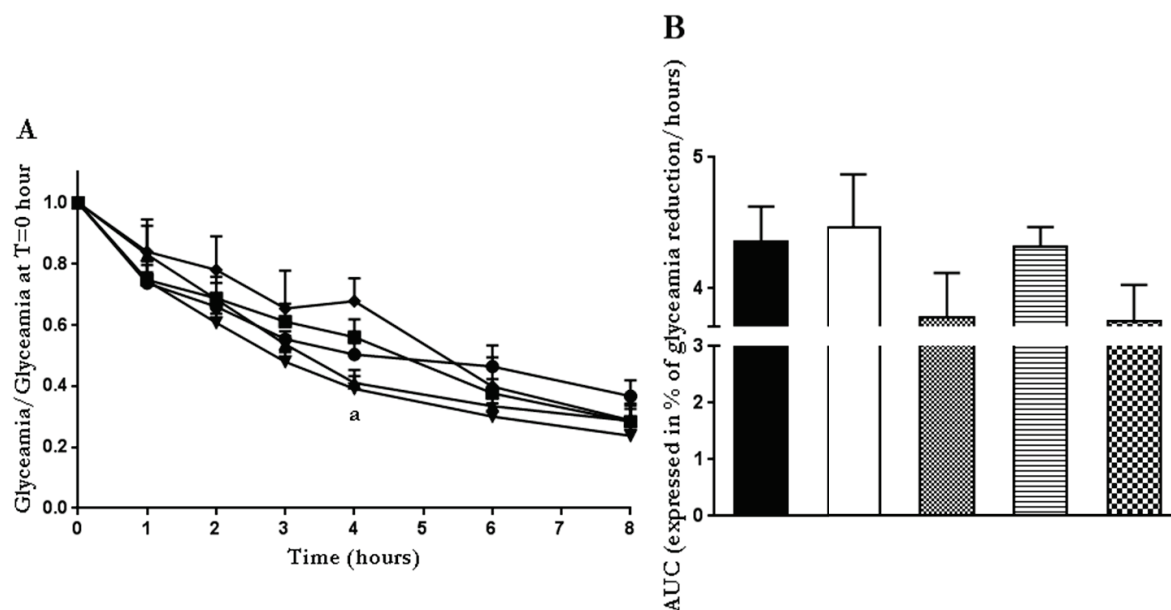 A
Glyceamia/Glyceamia at T=0 hour
1.0
0.8
0.6
0.4
0.2
0.0
a
0 1 2 3 4 5 6 7 8
Time (hours)
B
AUC (expressed in % of glyceamia reduction/hours)
5
4
3
2
1
0